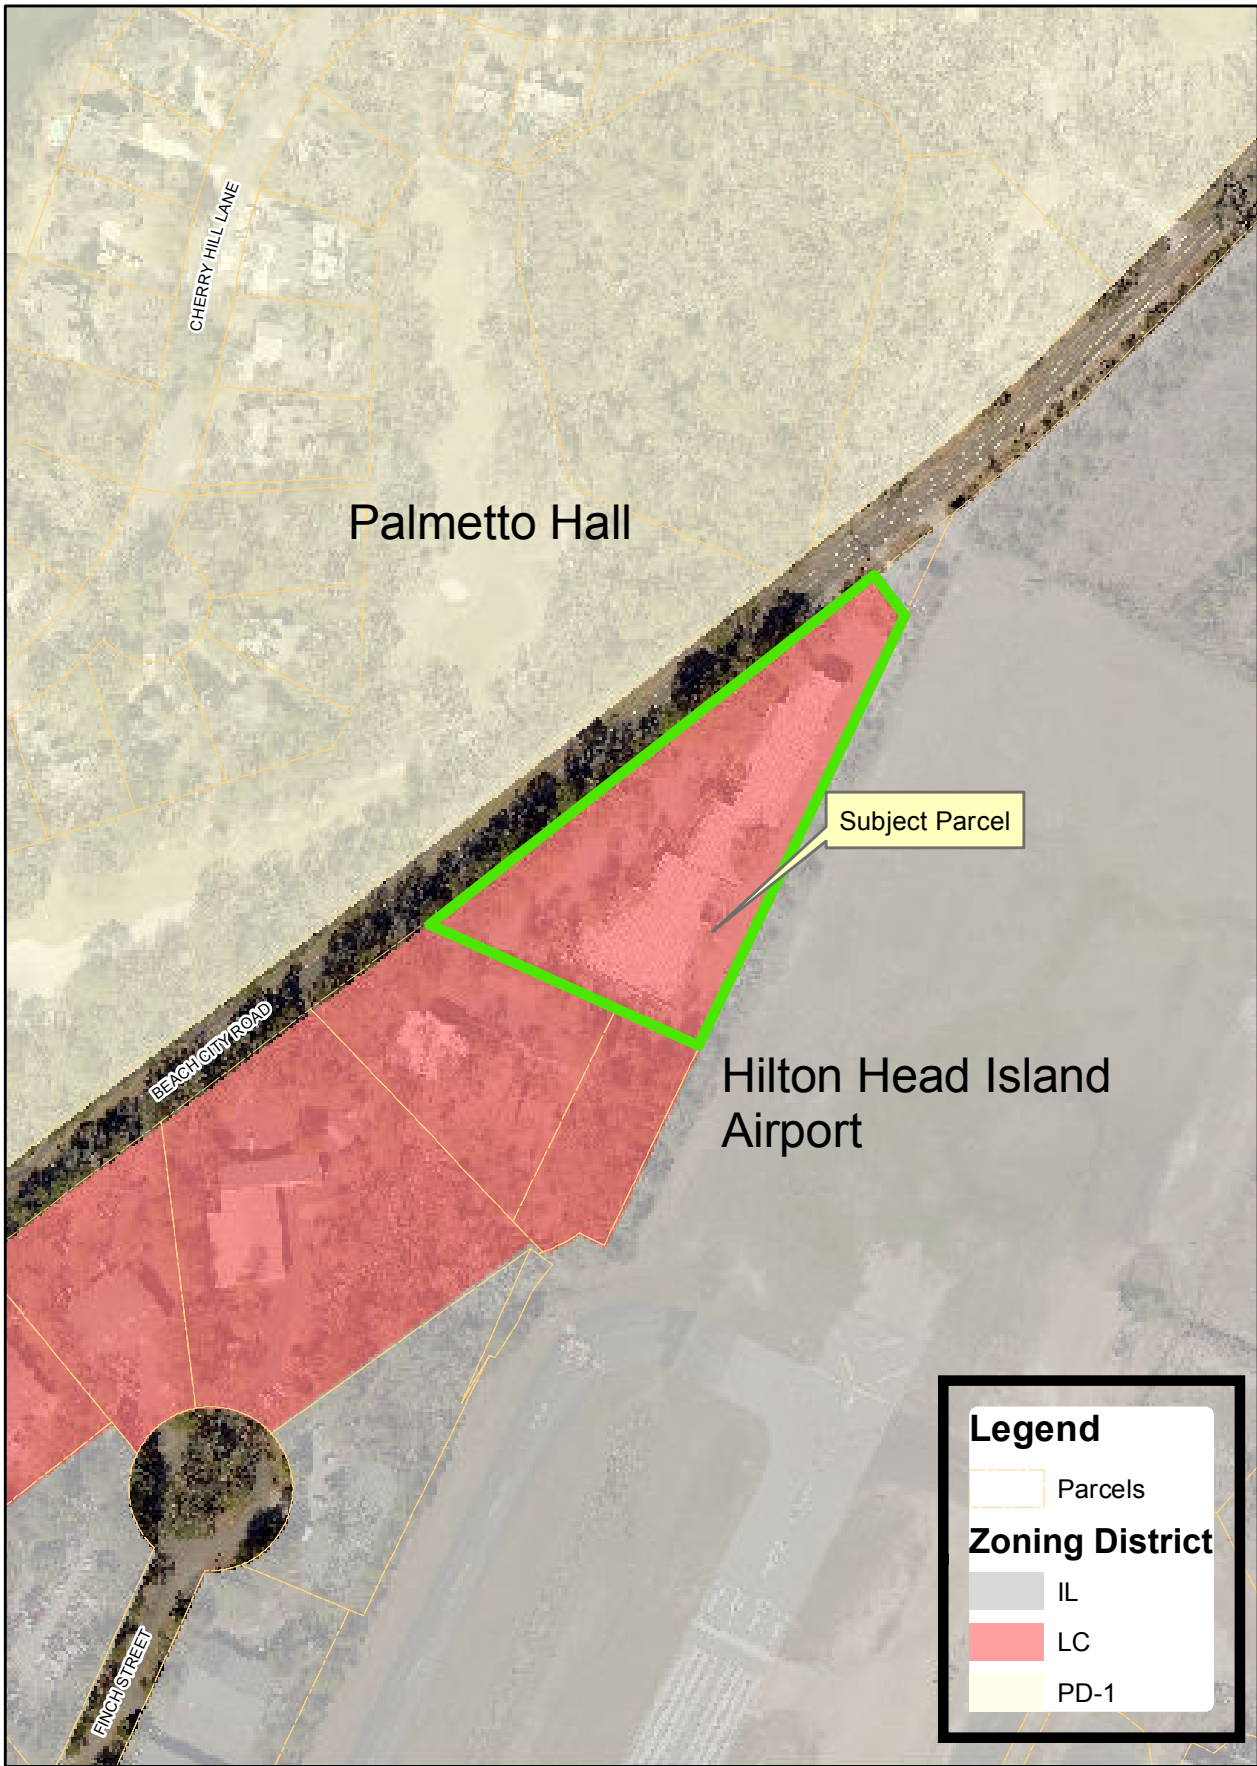 CHERRY HILL LANE
Palmetto Hall
Subject Parcel
BEACH CITY ROAD
Hilton Head Island
Airport
FINCH STREET
Legend
Parcels
Zoning District
IL
LC
PD-1